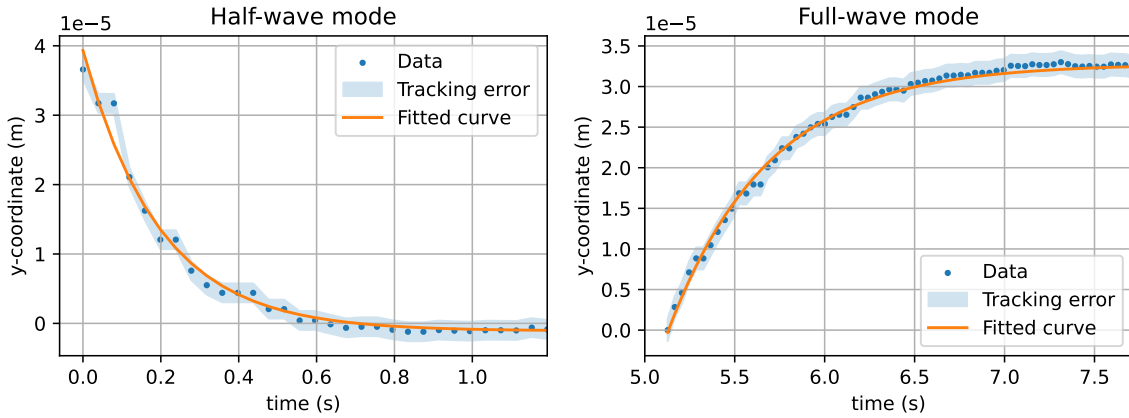 Half-wave mode
1e−5
4
3
2
1
0
y-coordinate (m)
0.0 0.2 0.4 0.6 0.8 1.0
time (s)
Data
Tracking error
Fitted curve
Full-wave mode
1e−5
3.5
3.0
2.5
2.0
1.5
1.0
0.5
0.0
y-coordinate (m)
5.0 5.5 6.0 6.5 7.0 7.5
time (s)
Data
Tracking error
Fitted curve